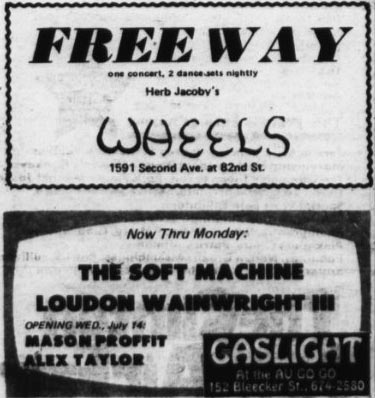 FREEWAY
one concert, 2 dance sets nightly
Herb Jacoby's
WHEELS
1591 Second Ave. at 82nd St.
Now Thru Monday:
THE SOFT MACHINE
LOUDON WAINWRIGHT III
OPENING WED., July 14:
MASON PROFFIT
ALEX TAYLOR
CASLIGHT
At the AU GO GO
152 Bleecker St., 674-2580